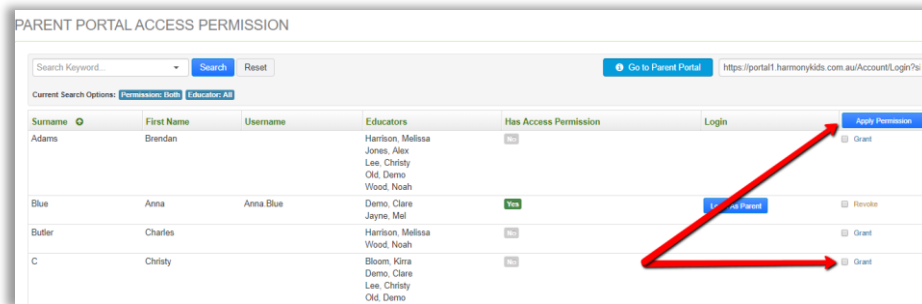 PARENT PORTAL ACCESS PERMISSION
Search Keyword... Search Reset Go to Parent Portal https://portal1.harmonykids.com.au/Account/Login?si
Current Search Options: Permission: Both Educator: All
Surname First Name Username Educators Has Access Permission Login Apply Permission
Adams Brendan Harrison, Melissa No Grant
Jones, Alex
Lee, Christy
Old, Demo
Wood, Noah
Blue Anna Anna.Blue Demo, Clare Yes As Parent Revoke
Jayne, Mel
Butler Charles Harrison, Melissa No Grant
Wood, Noah
C Christy Bloom, Kirra No Grant
Demo, Clare
Lee, Christy
Old, Demo